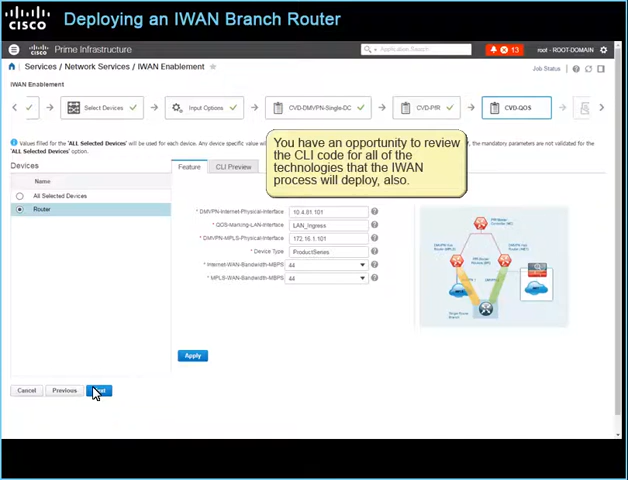 CISCO
Deploying an IWAN Branch Router
CISCO Prime Infrastructure
Application Search
13
root - ROOT-DOMAIN
Services / Network Services / IWAN Enablement
Job Status
IWAN Enablement
Select Devices
Input Options
CVD-DMVPN-Single-DC
CVD-PfR
CVD-QOS
Values filled for the 'ALL Selected Devices' will be used for each device. Any device specific value
, the mandatory parameters are not validated for the
'ALL Selected Devices' option.
You have an opportunity to review
the CLI code for all of the
technologies that the IWAN
process will deploy, also.
Devices
Feature
CLI Preview
Name
All Selected Devices
Router
* DMVPN-Internet-Physical-Interface
10.4.81.101
* QOS-Marking-LAN-Interface
LAN_Ingress
* DMVPN-MPLS-Physical-Interface
172.16.1.101
* Device Type
ProductSeries
* Internet-WAN-Bandwidth-MBPS
44
* MPLS-WAN-Bandwidth-MBPS
44
Apply
Cancel
Previous